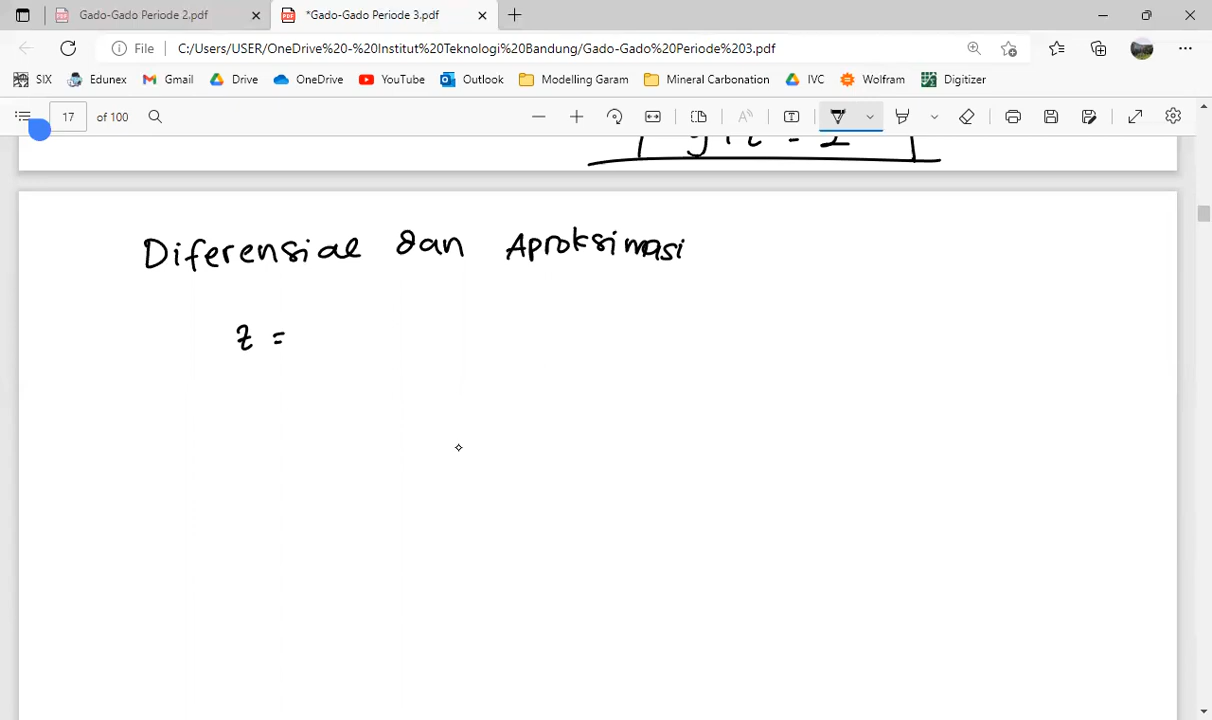 Gado-Gado Periode 2.pdf
*Gado-Gado Periode 3.pdf
File C:/Users/USER/OneDrive%20-%20Institut%20Teknologi%20Bandung/Gado-Gado%20Periode%203.pdf
SIX Edunex Gmail Drive OneDrive YouTube Outlook Modelling Garam Mineral Carbonation IVC Wolfram Digitizer
17 of 100
Diferensial dan Aproksimasi
z =